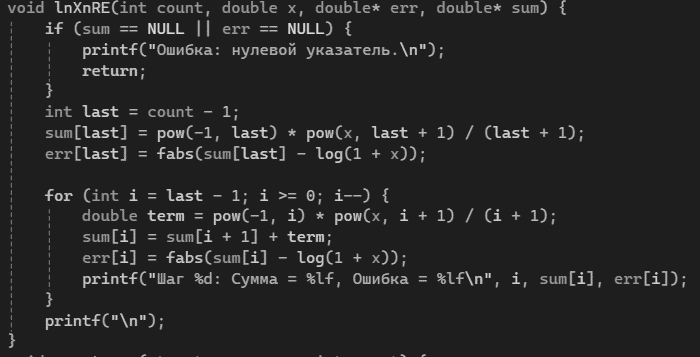 void lnXnRE(int count, double x, double* err, double* sum) {
if (sum == NULL || err == NULL) {
printf("Ошибка: нулевой указатель.\n");
return;
}
int last = count - 1;
sum[last] = pow(-1, last) * pow(x, last + 1) / (last + 1);
err[last] = fabs(sum[last] - log(1 + x));
for (int i = last - 1; i >= 0; i--) {
double term = pow(-1, i) * pow(x, i + 1) / (i + 1);
sum[i] = sum[i + 1] + term;
err[i] = fabs(sum[i] - log(1 + x));
printf("Шаг %d: Сумма = %lf, Ошибка = %lf\n", i, sum[i], err[i]);
}
printf("\n");
}